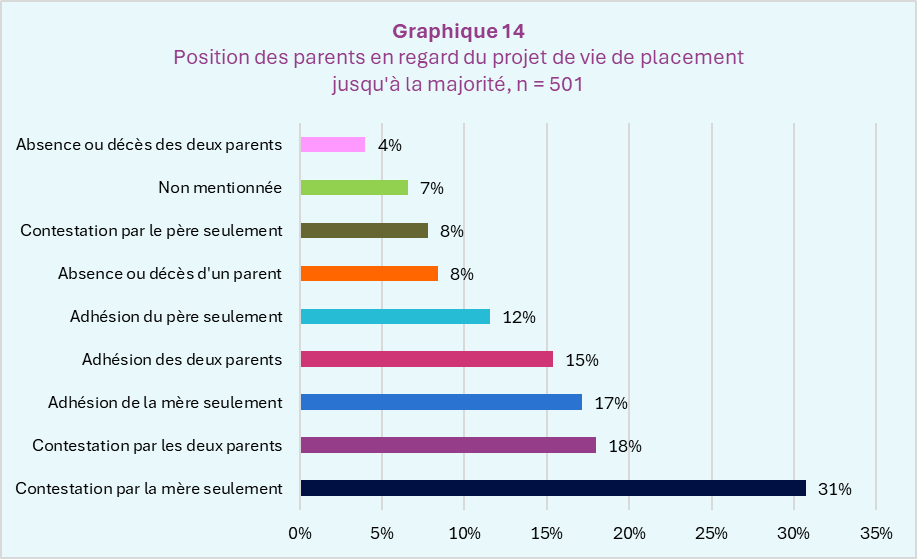 Graphique 14
Position des parents en regard du projet de vie de placement
jusqu'à la majorité, n = 501
Absence ou décès des deux parents 4%
Non mentionnée 7%
Contestation par le père seulement 8%
Absence ou décès d'un parent 8%
Adhésion du père seulement 12%
Adhésion des deux parents 15%
Adhésion de la mère seulement 17%
Contestation par les deux parents 18%
Contestation par la mère seulement 31%
0% 5% 10% 15% 20% 25% 30% 35%